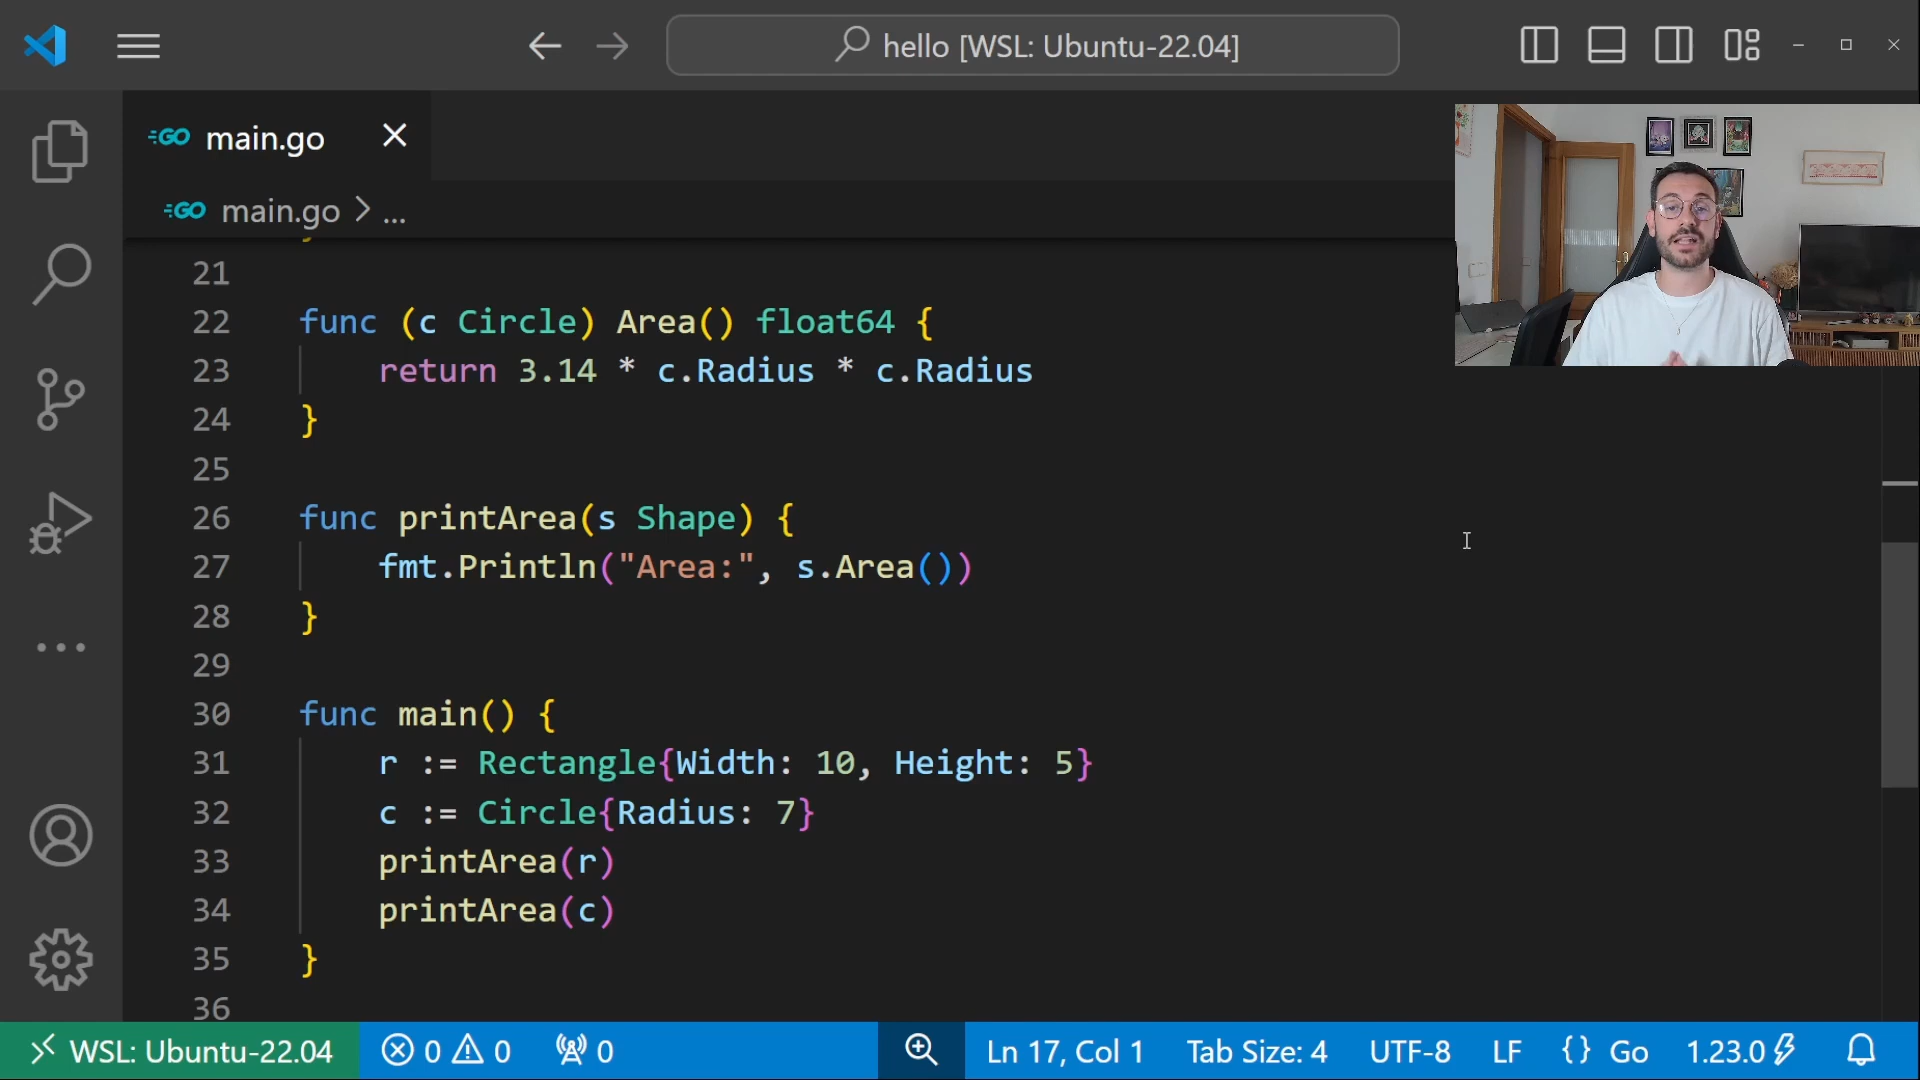 hello [WSL: Ubuntu-22.04]
GO main.go
GO main.go > ...
}
21
22 func (c Circle) Area() float64 {
23 return 3.14 * c.Radius * c.Radius
24 }
25
26 func printArea(s Shape) {
27 fmt.Println("Area:", s.Area())
28 }
29
30 func main() {
31 r := Rectangle{Width: 10, Height: 5}
32 c := Circle{Radius: 7}
33 printArea(r)
34 printArea(c)
35 }
36
WSL: Ubuntu-22.04 0 0 0 Ln 17, Col 1 Tab Size: 4 UTF-8 LF {} Go 1.23.0